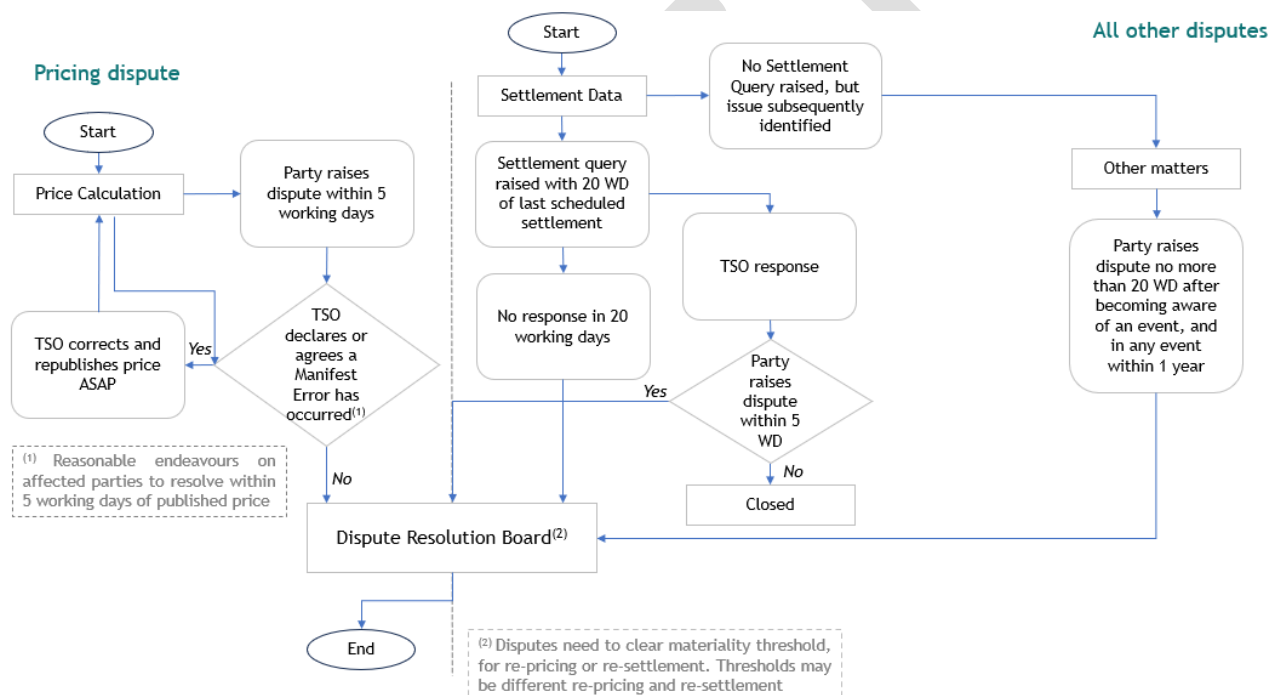 Pricing dispute
Start
Price Calculation
Party raises
dispute within 5
working days
TSO
declares or
agrees a
Manifest
Error has
occurred(1)
Yes
TSO corrects and
republishes price
ASAP
No
(1) Reasonable endeavours on
affected parties to resolve within
5 working days of published price
All other disputes
Start
Settlement Data
No Settlement
Query raised, but
issue subsequently
identified
Settlement query
raised with 20 WD
of last scheduled
settlement
No response in 20
working days
TSO response
Party
raises
dispute
within 5
WD
Yes
No
Closed
Other matters
Party raises
dispute no more
than 20 WD after
becoming aware
of an event, and
in any event
within 1 year
Dispute Resolution Board(2)
End
(2) Disputes need to clear materiality threshold,
for re-pricing or re-settlement. Thresholds may
be different re-pricing and re-settlement